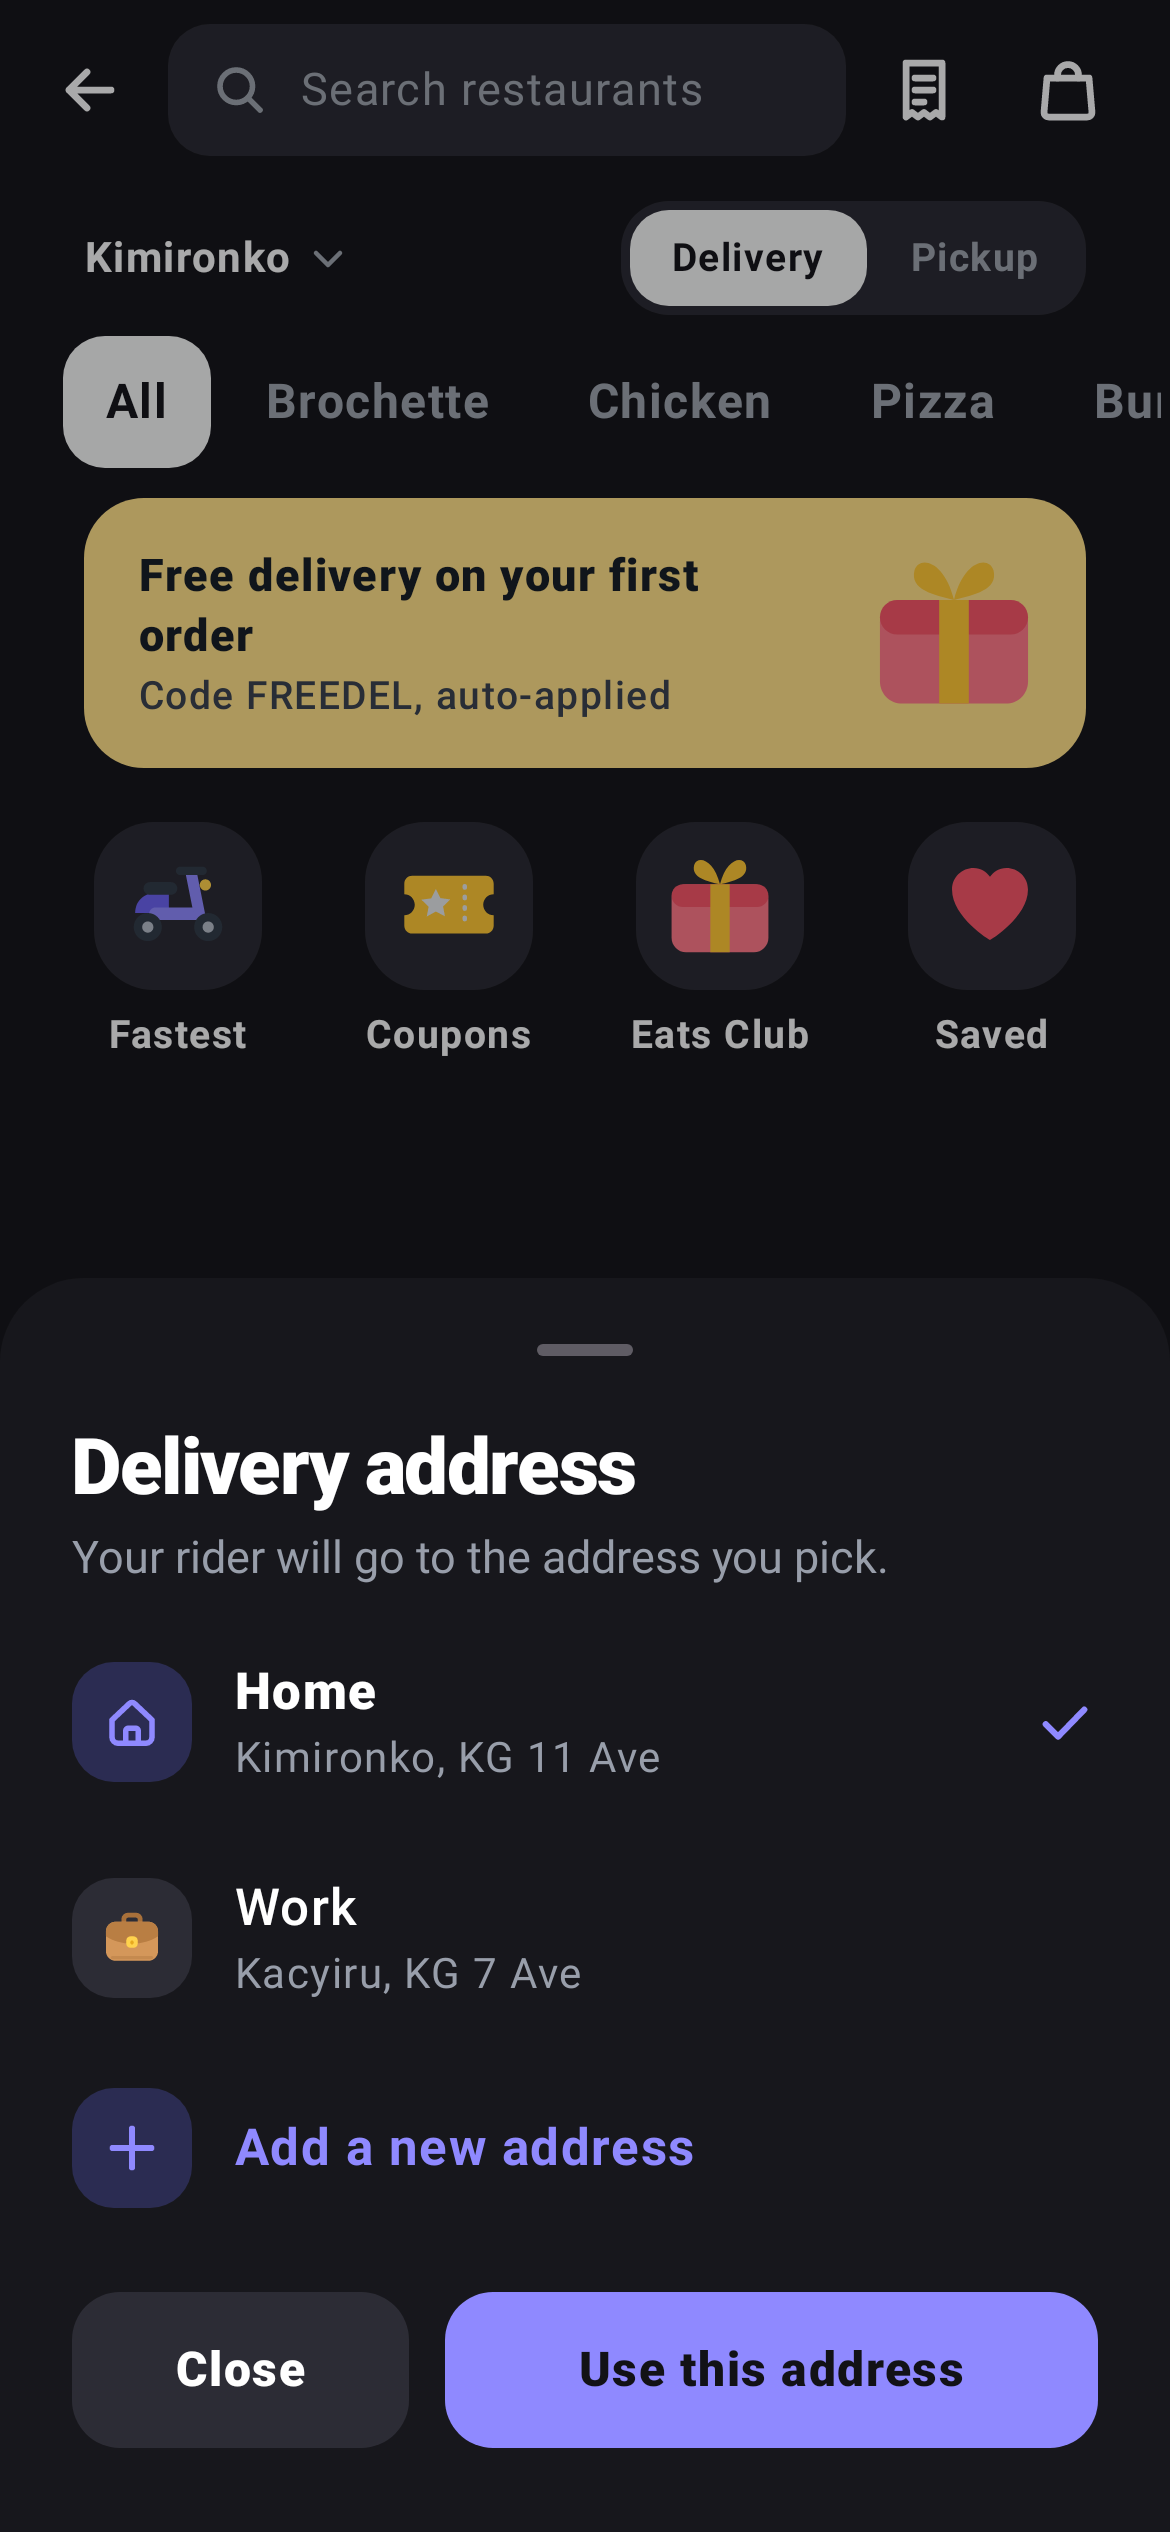 Search restaurants
Kimironko
Delivery
Pickup
All
Brochette
Chicken
Pizza
Free delivery on your first
order
Code FREEDEL, auto-applied
Fastest
Coupons
Eats Club
Saved
Delivery address
Your rider will go to the address you pick.
Home
Kimironko, KG 11 Ave
Work
Kacyiru, KG 7 Ave
Add a new address
Close
Use this address